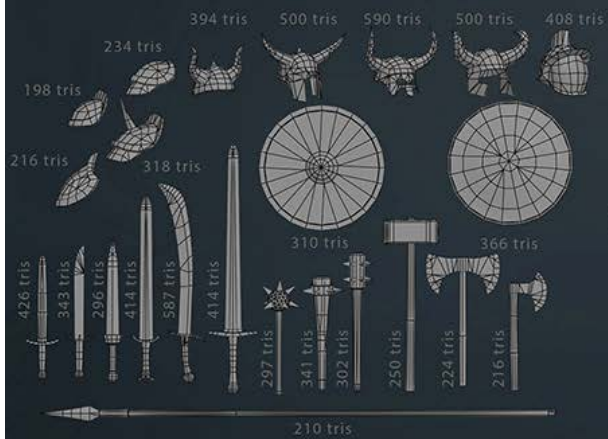 394 tris
500 tris
590 tris
500 tris
408 tris
234 tris
198 tris
216 tris
318 tris
310 tris
366 tris
426 tris
343 tris
296 tris
414 tris
587 tris
414 tris
297 tris
341 tris
302 tris
250 tris
224 tris
216 tris
210 tris